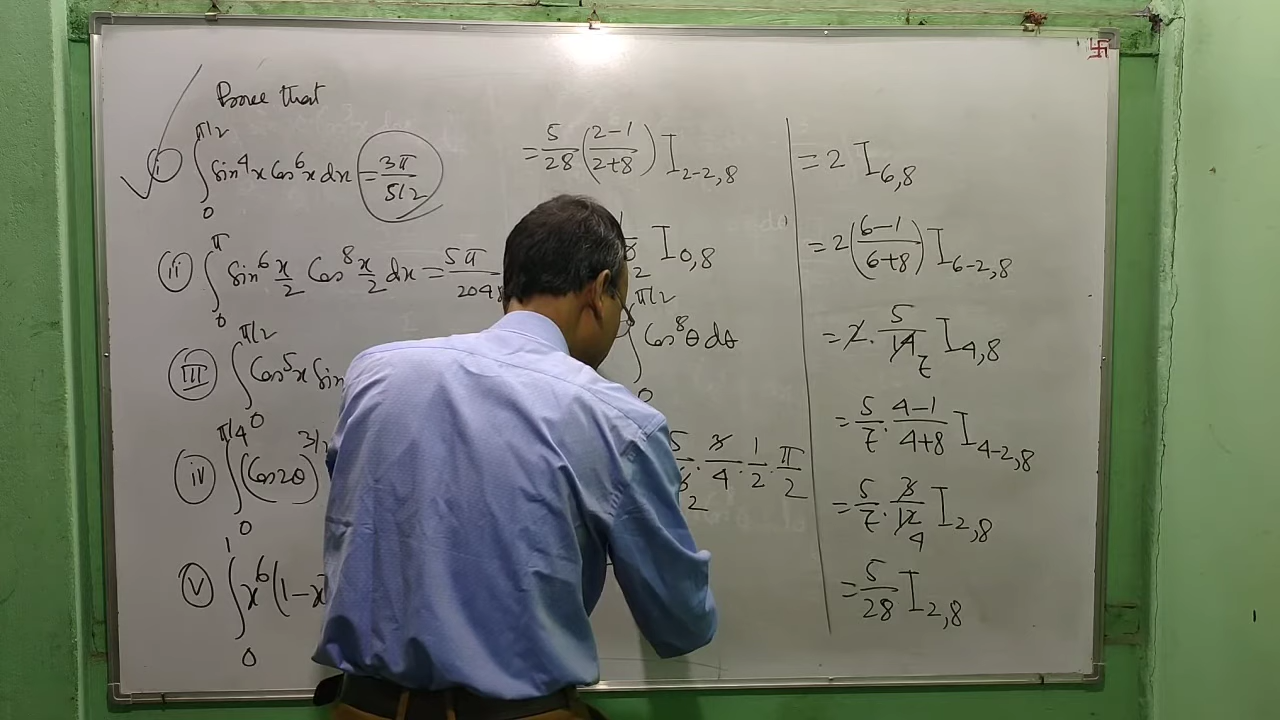 Prove that
(i) ∫₀^{π/2} sin⁴x cos⁶x dx = 3π/512
(ii) ∫₀^{π} sin⁶ x/2 cos⁸ x/2 dx = 5π/2048
(III) ∫₀^{π/2} cos⁵x sin
(iv) ∫₀^{π/4} (cos2θ)^{3/2}
(v) ∫₀^{1} x⁶(1-x
= 5/28 (2-1/2+8) I_{2-2,8}
I_{0,8}
∫₀^{π/2} cos⁸θ dθ
· 3/4 · 1/2 · π/2
= 2 I_{6,8}
= 2(6-1/6+8) I_{6-2,8}
= 2 · 5/14 7 I_{4,8}
= 5/7 · 4-1/4+8 I_{4-2,8}
= 5/7 · 3/12 4 I_{2,8}
= 5/28 I_{2,8}